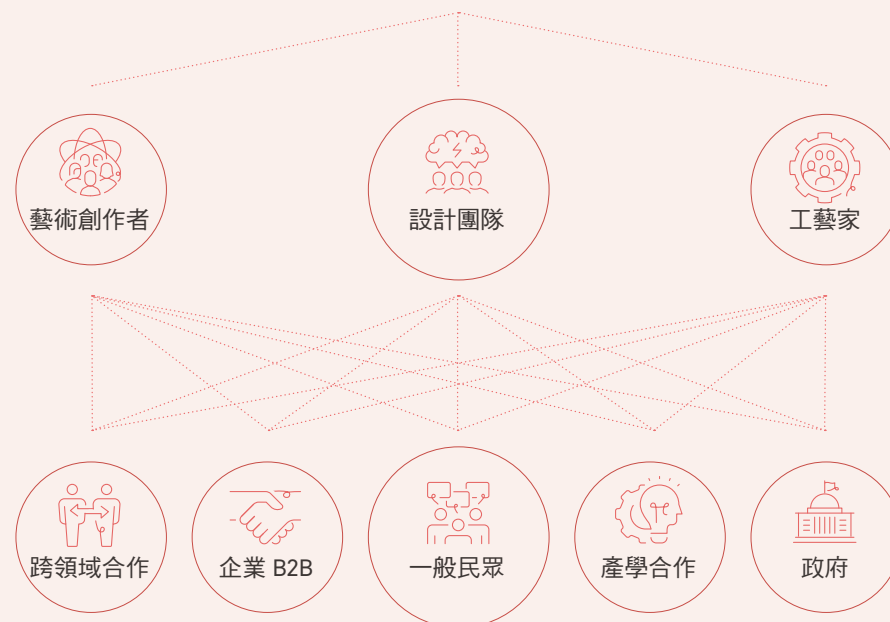 藝術創作者
設計團隊
工藝家
跨領域合作
企業 B2B
一般民眾
產學合作
政府